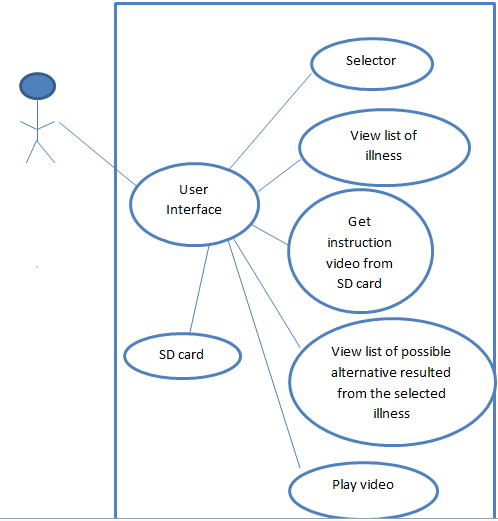 Selector
View list of
illness
User
Interface
Get
instruction
video from
SD card
SD card
View list of possible
alternative resulted
from the selected
illness
Play video